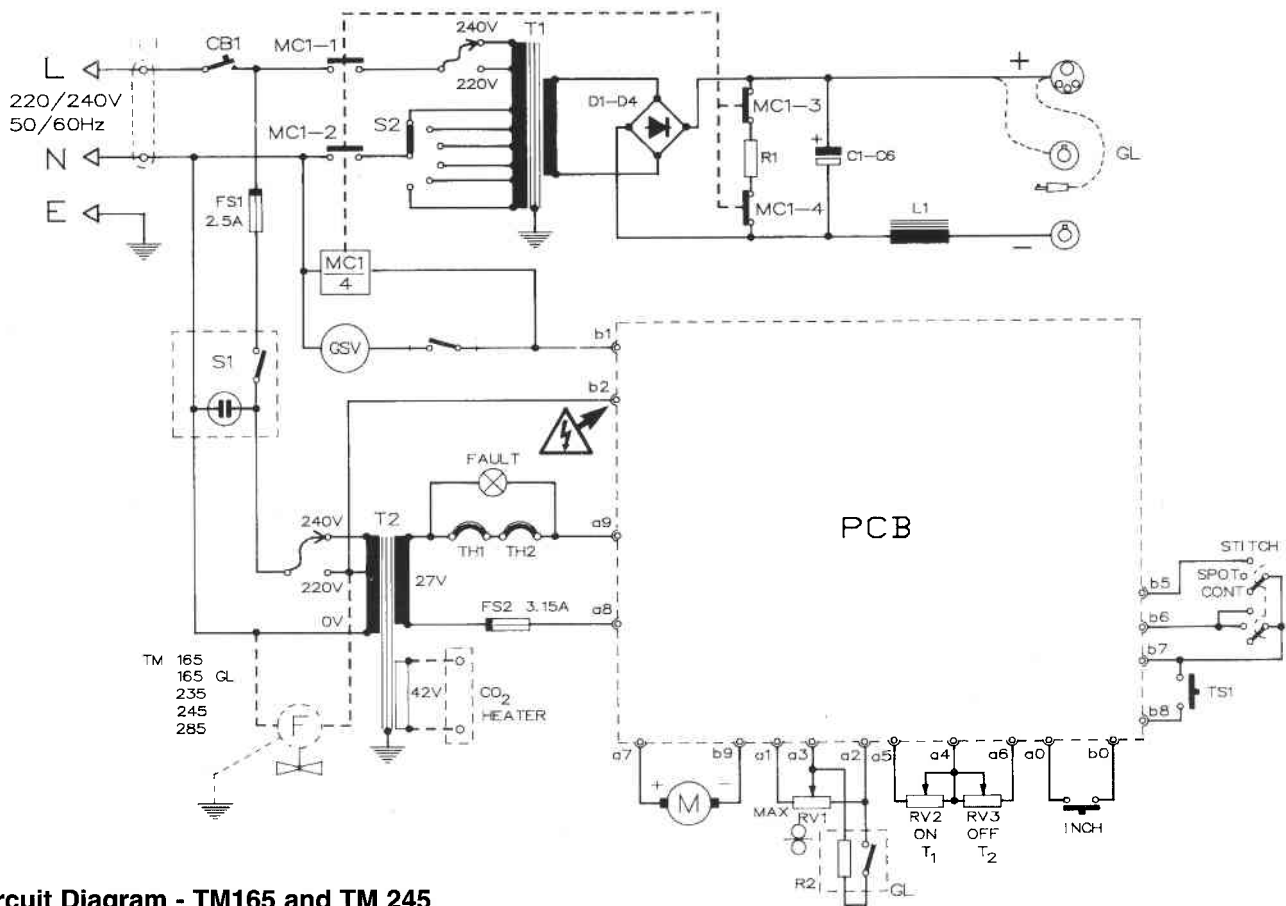 CB1
MC1-1
240V
T1
L
220/240V
50/60Hz
220V
D1-D4
MC1-3
+
S2
MC1-2
N
R1
+
C1-C6
GL
FS1
2.5A
E
MC1-4
L1
−
MC1
4
GSV
b1
S1
b2
FAULT
240V
T2
a9
PCB
TH1
TH2
220V
27V
STITCH
SPOT
CONT
b5
FS2 3.15A
a8
b6
0V
TM 165
165 GL
235
245
285
b7
42V
CO2
HEATER
TS1
F
b8
a7
b9
a1
a3
a2
a5
a4
a6
a0
b0
+
−
M
MAX
RV1
RV2
ON
T1
RV3
OFF
T2
INCH
R2
GL
rcuit Diagram - TM165 and TM 245